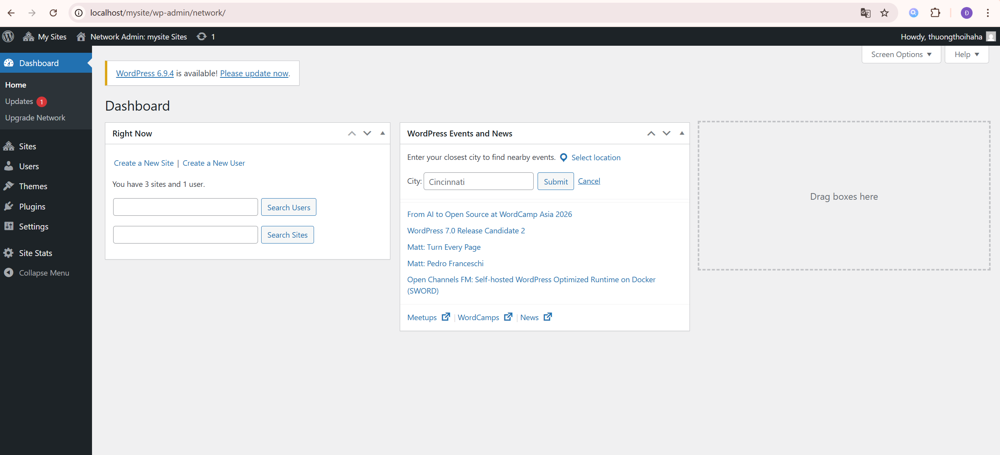 localhost/mysite/wp-admin/network/
Đ
My Sites
Network Admin: mysite Sites
1
Howdy, thuongthoihaha
Screen Options
Help
Dashboard
Home
Updates 1
Upgrade Network
Sites
Users
Themes
Plugins
Settings
Site Stats
Collapse Menu
WordPress 6.9.4 is available! Please update now.
Dashboard
Right Now
Create a New Site | Create a New User
You have 3 sites and 1 user.
Search Users
Search Sites
WordPress Events and News
Enter your closest city to find nearby events. Select location
City: Cincinnati Submit Cancel
From AI to Open Source at WordCamp Asia 2026
WordPress 7.0 Release Candidate 2
Matt: Turn Every Page
Matt: Pedro Franceschi
Open Channels FM: Self-hosted WordPress Optimized Runtime on Docker
(SWORD)
Meetups | WordCamps | News
Drag boxes here